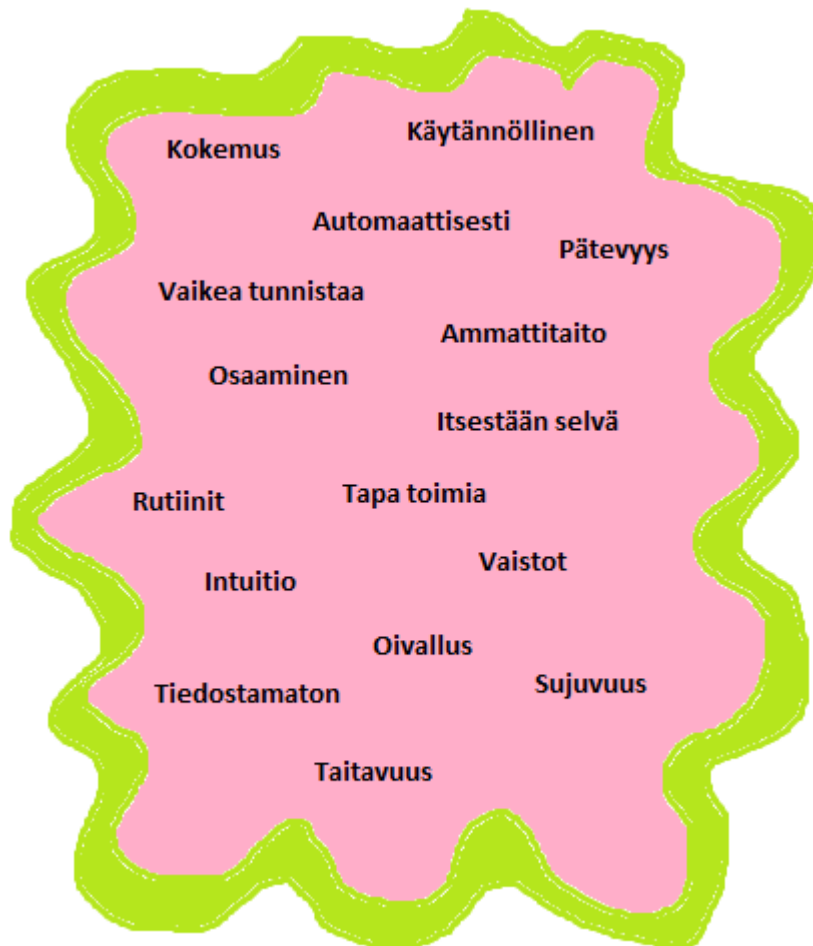 Käytännöllinen
Kokemus
Automaattisesti
Pätevyys
Vaikea tunnistaa
Ammattitaito
Osaaminen
Itsestään selvä
Tapa toimia
Rutiinit
Vaistot
Intuitio
Oivallus
Sujuvuus
Tiedostamaton
Taitavuus